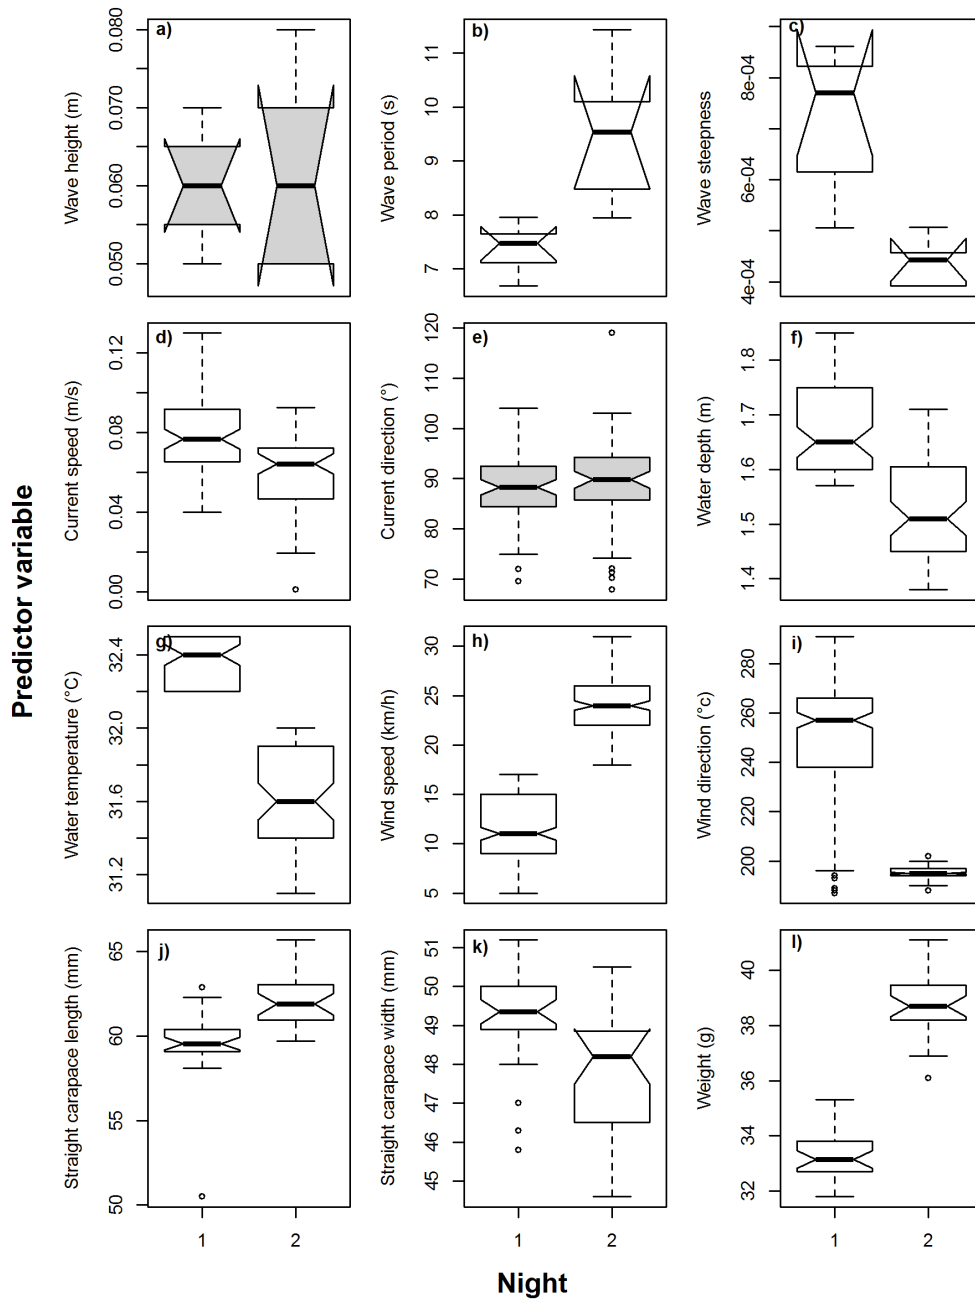 Predictor variable
a)
Wave height (m)
0.050
0.060
0.070
0.080
b)
Wave period (s)
7
8
9
10
11
c)
Wave steepness
4e-04
6e-04
8e-04
d)
Current speed (m/s)
0.00
0.04
0.08
0.12
e)
Current direction (°)
70
80
90
100
110
120
f)
Water depth (m)
1.4
1.5
1.6
1.7
1.8
g)
Water temperature (°C)
31.2
31.6
32.0
32.4
h)
Wind speed (km/h)
5
10
15
20
25
30
i)
Wind direction (°c)
200
220
240
260
280
j)
Straight carapace length (mm)
50
55
60
65
1 2
k)
Straight carapace width (mm)
45
46
47
48
49
50
51
1 2
l)
Weight (g)
32
34
36
38
40
1 2
Night